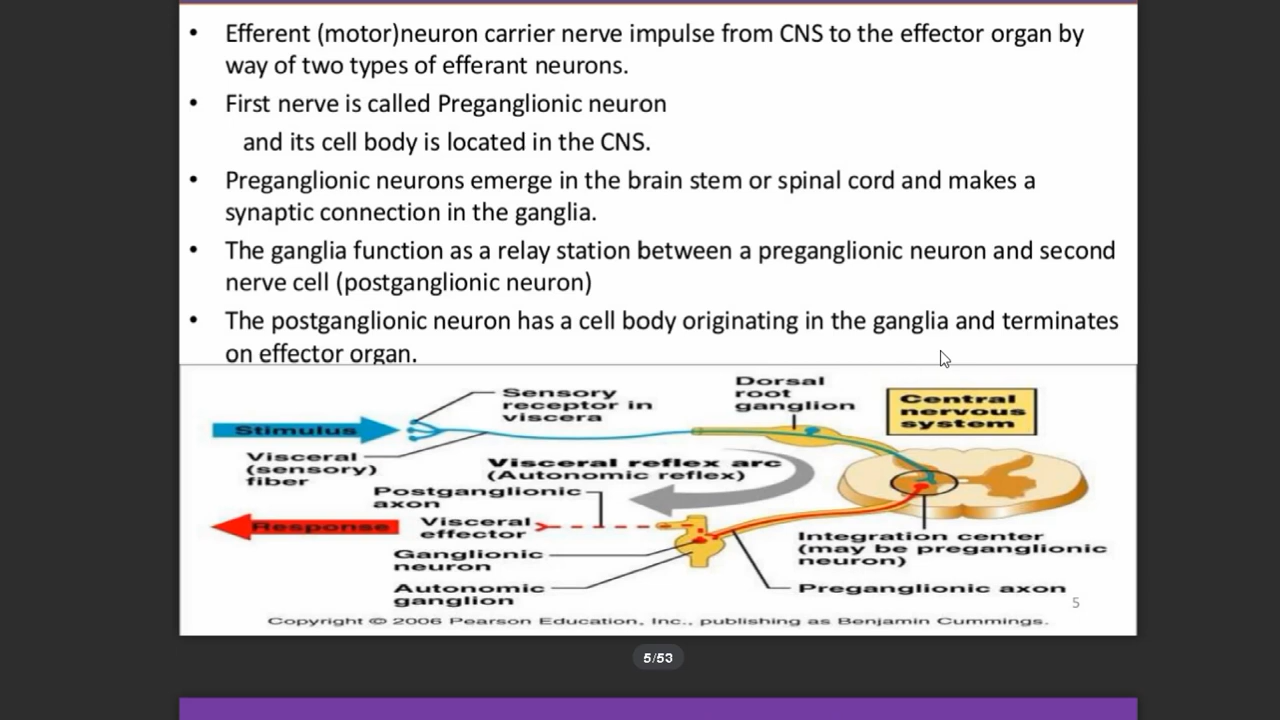 • Efferent (motor)neuron carrier nerve impulse from CNS to the effector organ by
way of two types of efferant neurons.
• First nerve is called Preganglionic neuron
and its cell body is located in the CNS.
• Preganglionic neurons emerge in the brain stem or spinal cord and makes a
synaptic connection in the ganglia.
• The ganglia function as a relay station between a preganglionic neuron and second
nerve cell (postganglionic neuron)
• The postganglionic neuron has a cell body originating in the ganglia and terminates
on effector organ.
Sensory
receptor in
viscera
Dorsal
root
ganglion
Central
nervous
system
Stimulus
Visceral
(sensory)
fiber
Visceral reflex arc
(Autonomic reflex)
Postganglionic
axon
Response
Visceral
effector
Ganglionic
neuron
Autonomic
ganglion
Integration center
(may be preganglionic
neuron)
Preganglionic axon
5
Copyright © 2006 Pearson Education, Inc., publishing as Benjamin Cummings.
5/53